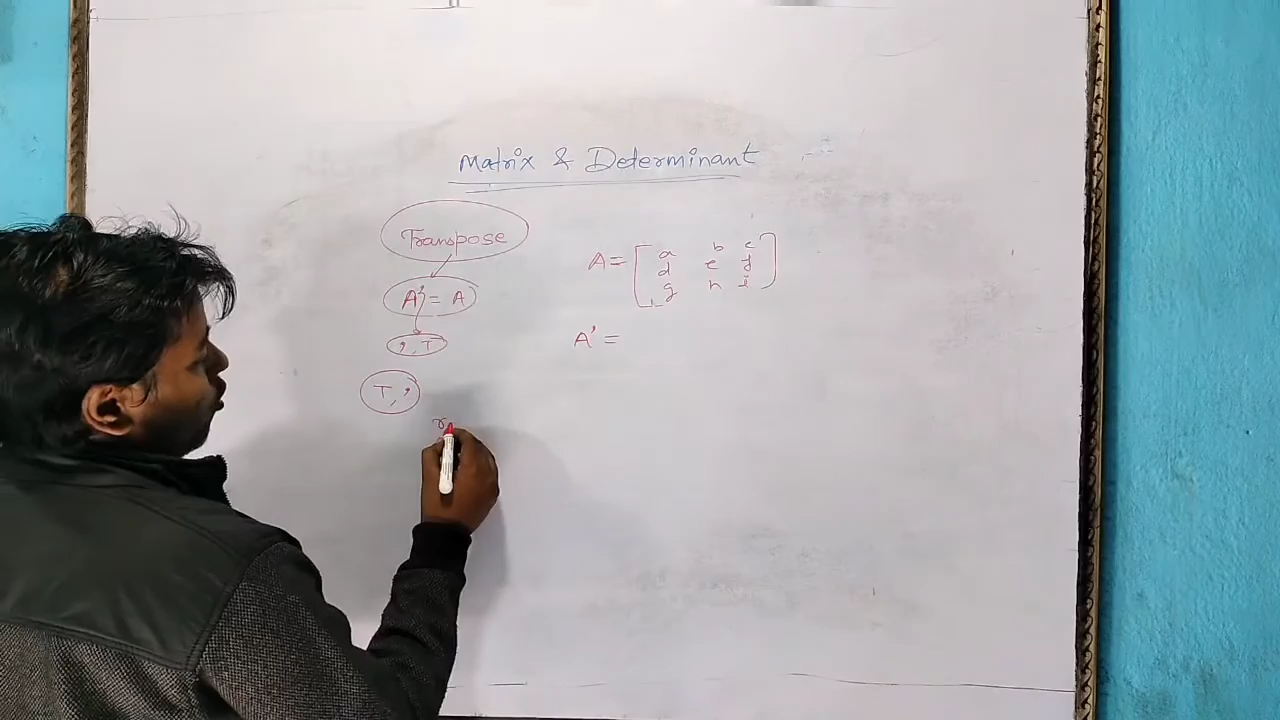 Matrix & Determinant
Transpose
A' = A
', T
T, '
r
A = [ a b c
d e f
g h i ]
A' =